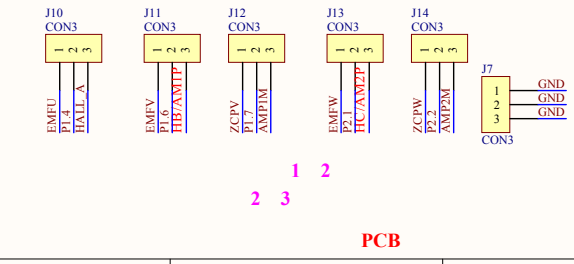 J10 J11 J12 J13 J14
CON3 CON3 CON3 CON3 CON3
1 2 3 1 2 3 1 2 3 1 2 3 1 2 3
EMFU P1.4 HALL_A
EMFV P1.6 HB/AM1P
ZCPV P1.7 AMP1M
EMFW P2.1 HC/AM2P
ZCPW P2.2 AMP2M
J7
1 GND
2 GND
3 GND
CON3
1 2
2 3
PCB